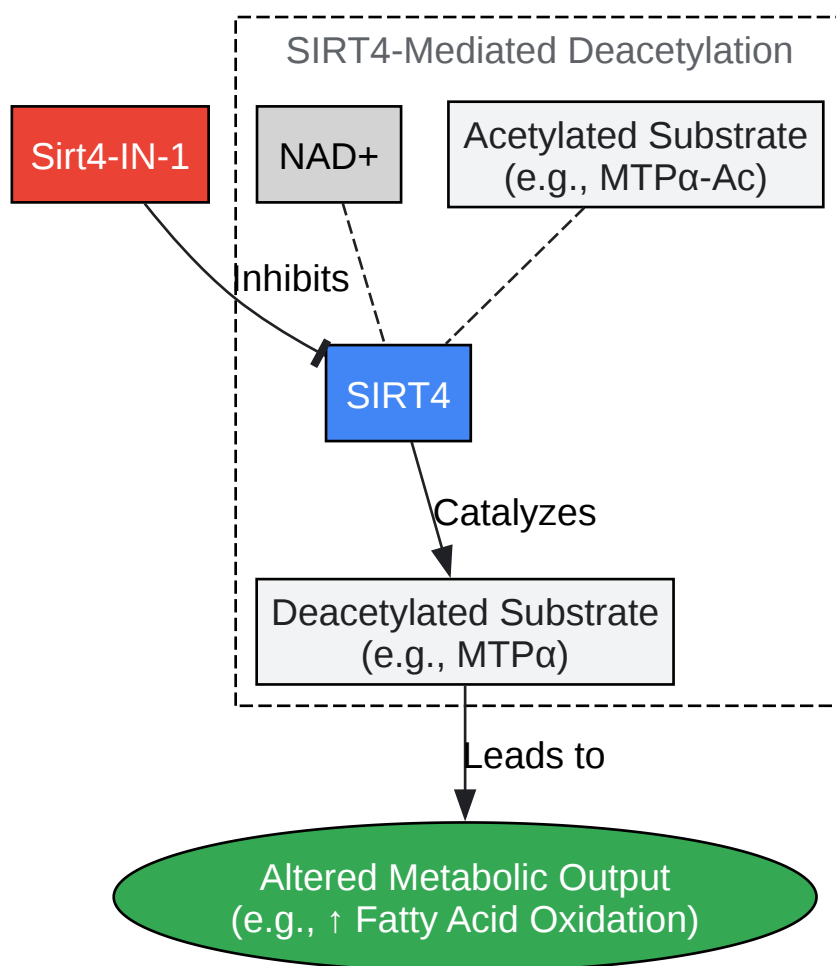 SIRT4-Mediated Deacetylation
Sirt4-IN-1
NAD+
Acetylated Substrate
(e.g., MTPα-Ac)
Inhibits
SIRT4
Catalyzes
Deacetylated Substrate
(e.g., MTPα)
Leads to
Altered Metabolic Output
(e.g., ↑ Fatty Acid Oxidation)